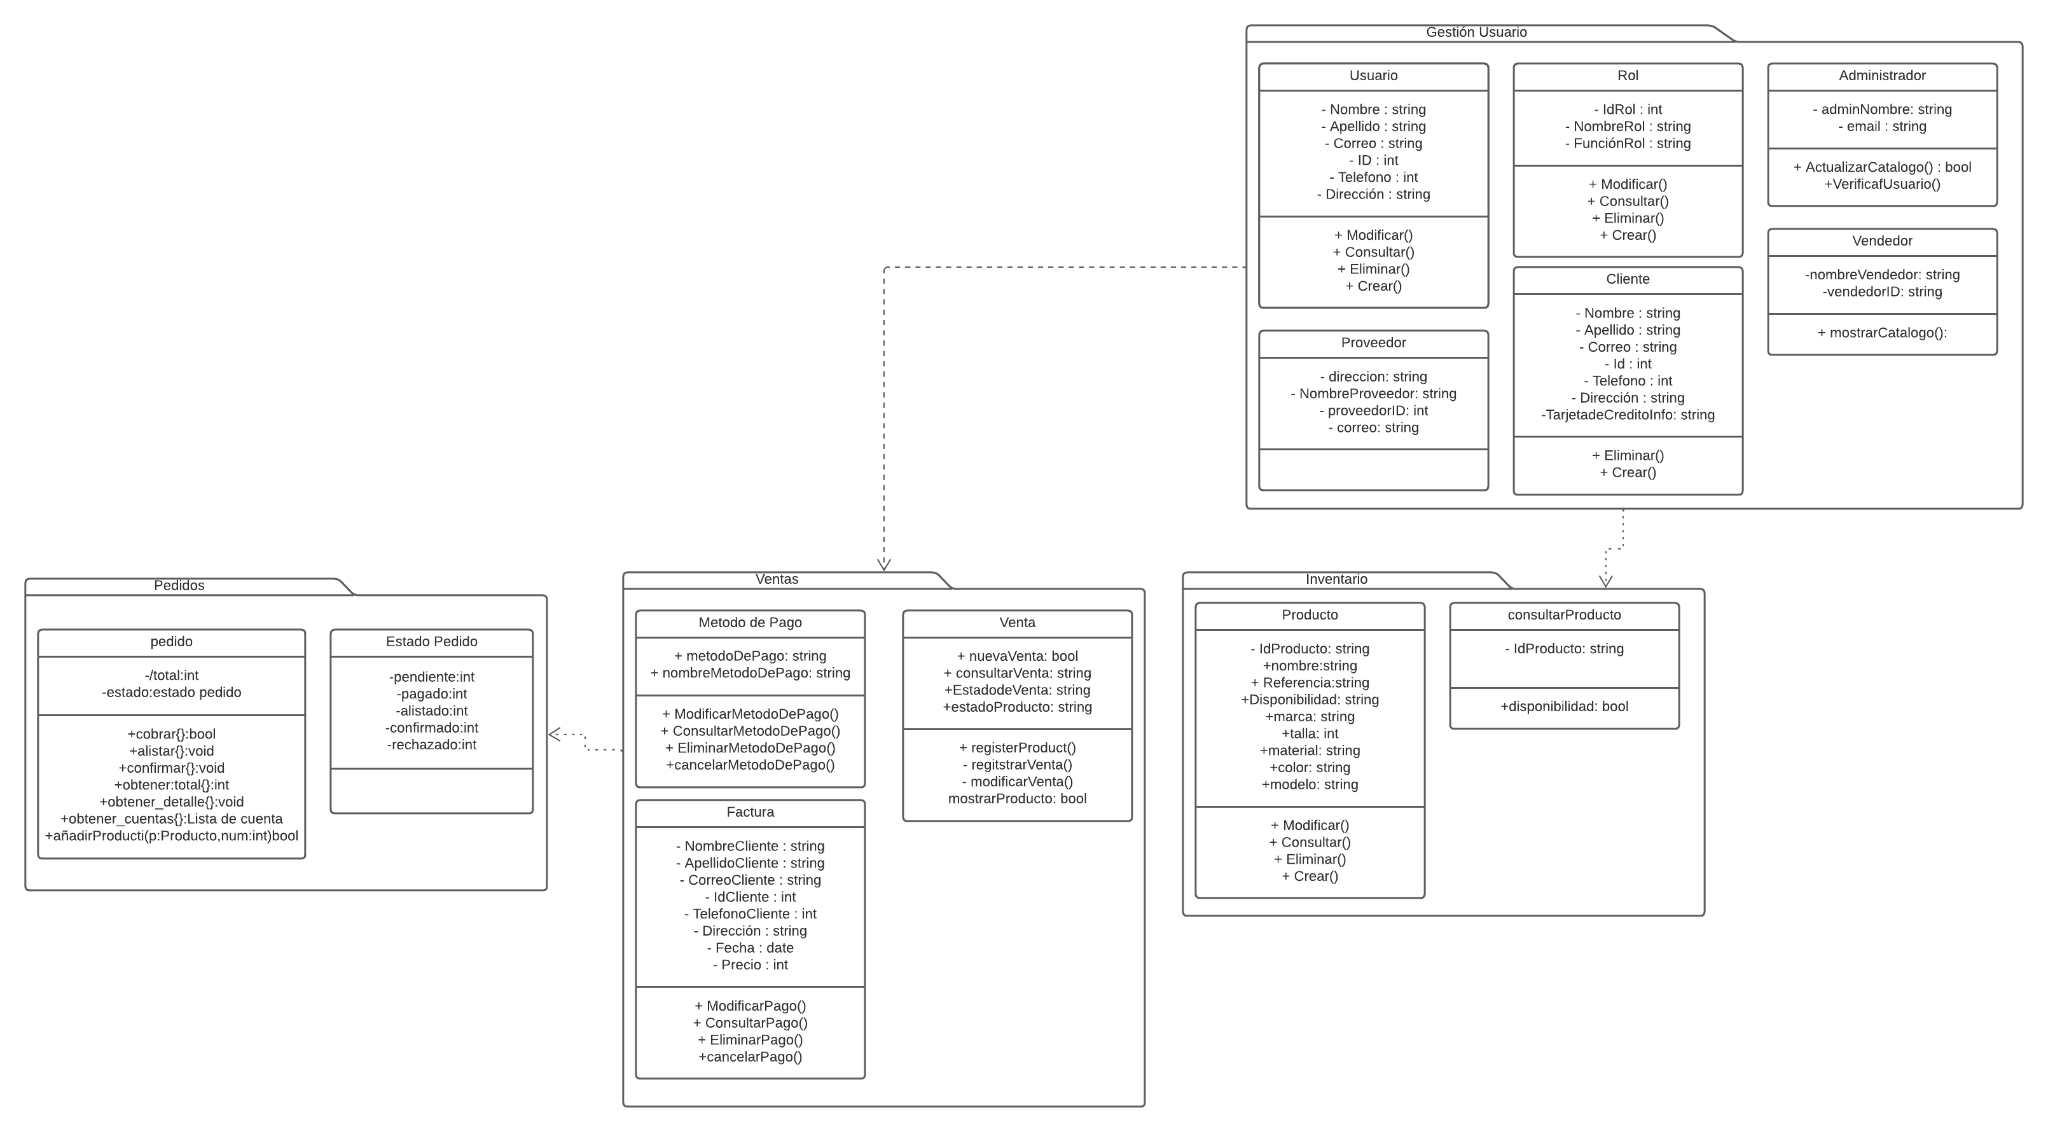 Gestión Usuario
Usuario
- Nombre : string
- Apellido : string
- Correo : string
- ID : int
- Telefono : int
- Dirección : string
+ Modificar()
+ Consultar()
+ Eliminar()
+ Crear()
Rol
- IdRol : int
- NombreRol : string
- FunciónRol : string
+ Modificar()
+ Consultar()
+ Eliminar()
+ Crear()
Administrador
- adminNombre: string
- email : string
+ ActualizarCatalogo() : bool
+VerificafUsuario()
Vendedor
-nombreVendedor: string
-vendedorID: string
+ mostrarCatalogo():
Proveedor
- direccion: string
- NombreProveedor: string
- proveedorID: int
- correo: string
Cliente
- Nombre : string
- Apellido : string
- Correo : string
- Id : int
- Telefono : int
- Dirección : string
-TarjetadeCreditoInfo: string
+ Eliminar()
+ Crear()
Pedidos
pedido
-/total:int
-estado:estado pedido
+cobrar{}:bool
+alistar{}:void
+confirmar{}:void
+obtener:total{}:int
+obtener_detalle{}:void
+obtener_cuentas{}:Lista de cuenta
+añadirProducti(p:Producto,num:int)bool
Estado Pedido
-pendiente:int
-pagado:int
-alistado:int
-confirmado:int
-rechazado:int
Ventas
Metodo de Pago
+ metodoDePago: string
+ nombreMetodoDePago: string
+ ModificarMetodoDePago()
+ ConsultarMetodoDePago()
+ EliminarMetodoDePago()
+cancelarMetodoDePago()
Venta
+ nuevaVenta: bool
+ consultarVenta: string
+EstadodeVenta: string
+estadoProducto: string
+ registerProduct()
- regitstrarVenta()
- modificarVenta()
mostrarProducto: bool
Factura
- NombreCliente : string
- ApellidoCliente : string
- CorreoCliente : string
- IdCliente : int
- TelefonoCliente : int
- Dirección : string
- Fecha : date
- Precio : int
+ ModificarPago()
+ ConsultarPago()
+ EliminarPago()
+cancelarPago()
Inventario
Producto
- IdProducto: string
+nombre:string
+ Referencia:string
+Disponibilidad: string
+marca: string
+talla: int
+material: string
+color: string
+modelo: string
+ Modificar()
+ Consultar()
+ Eliminar()
+ Crear()
consultarProducto
- IdProducto: string
+disponibilidad: bool